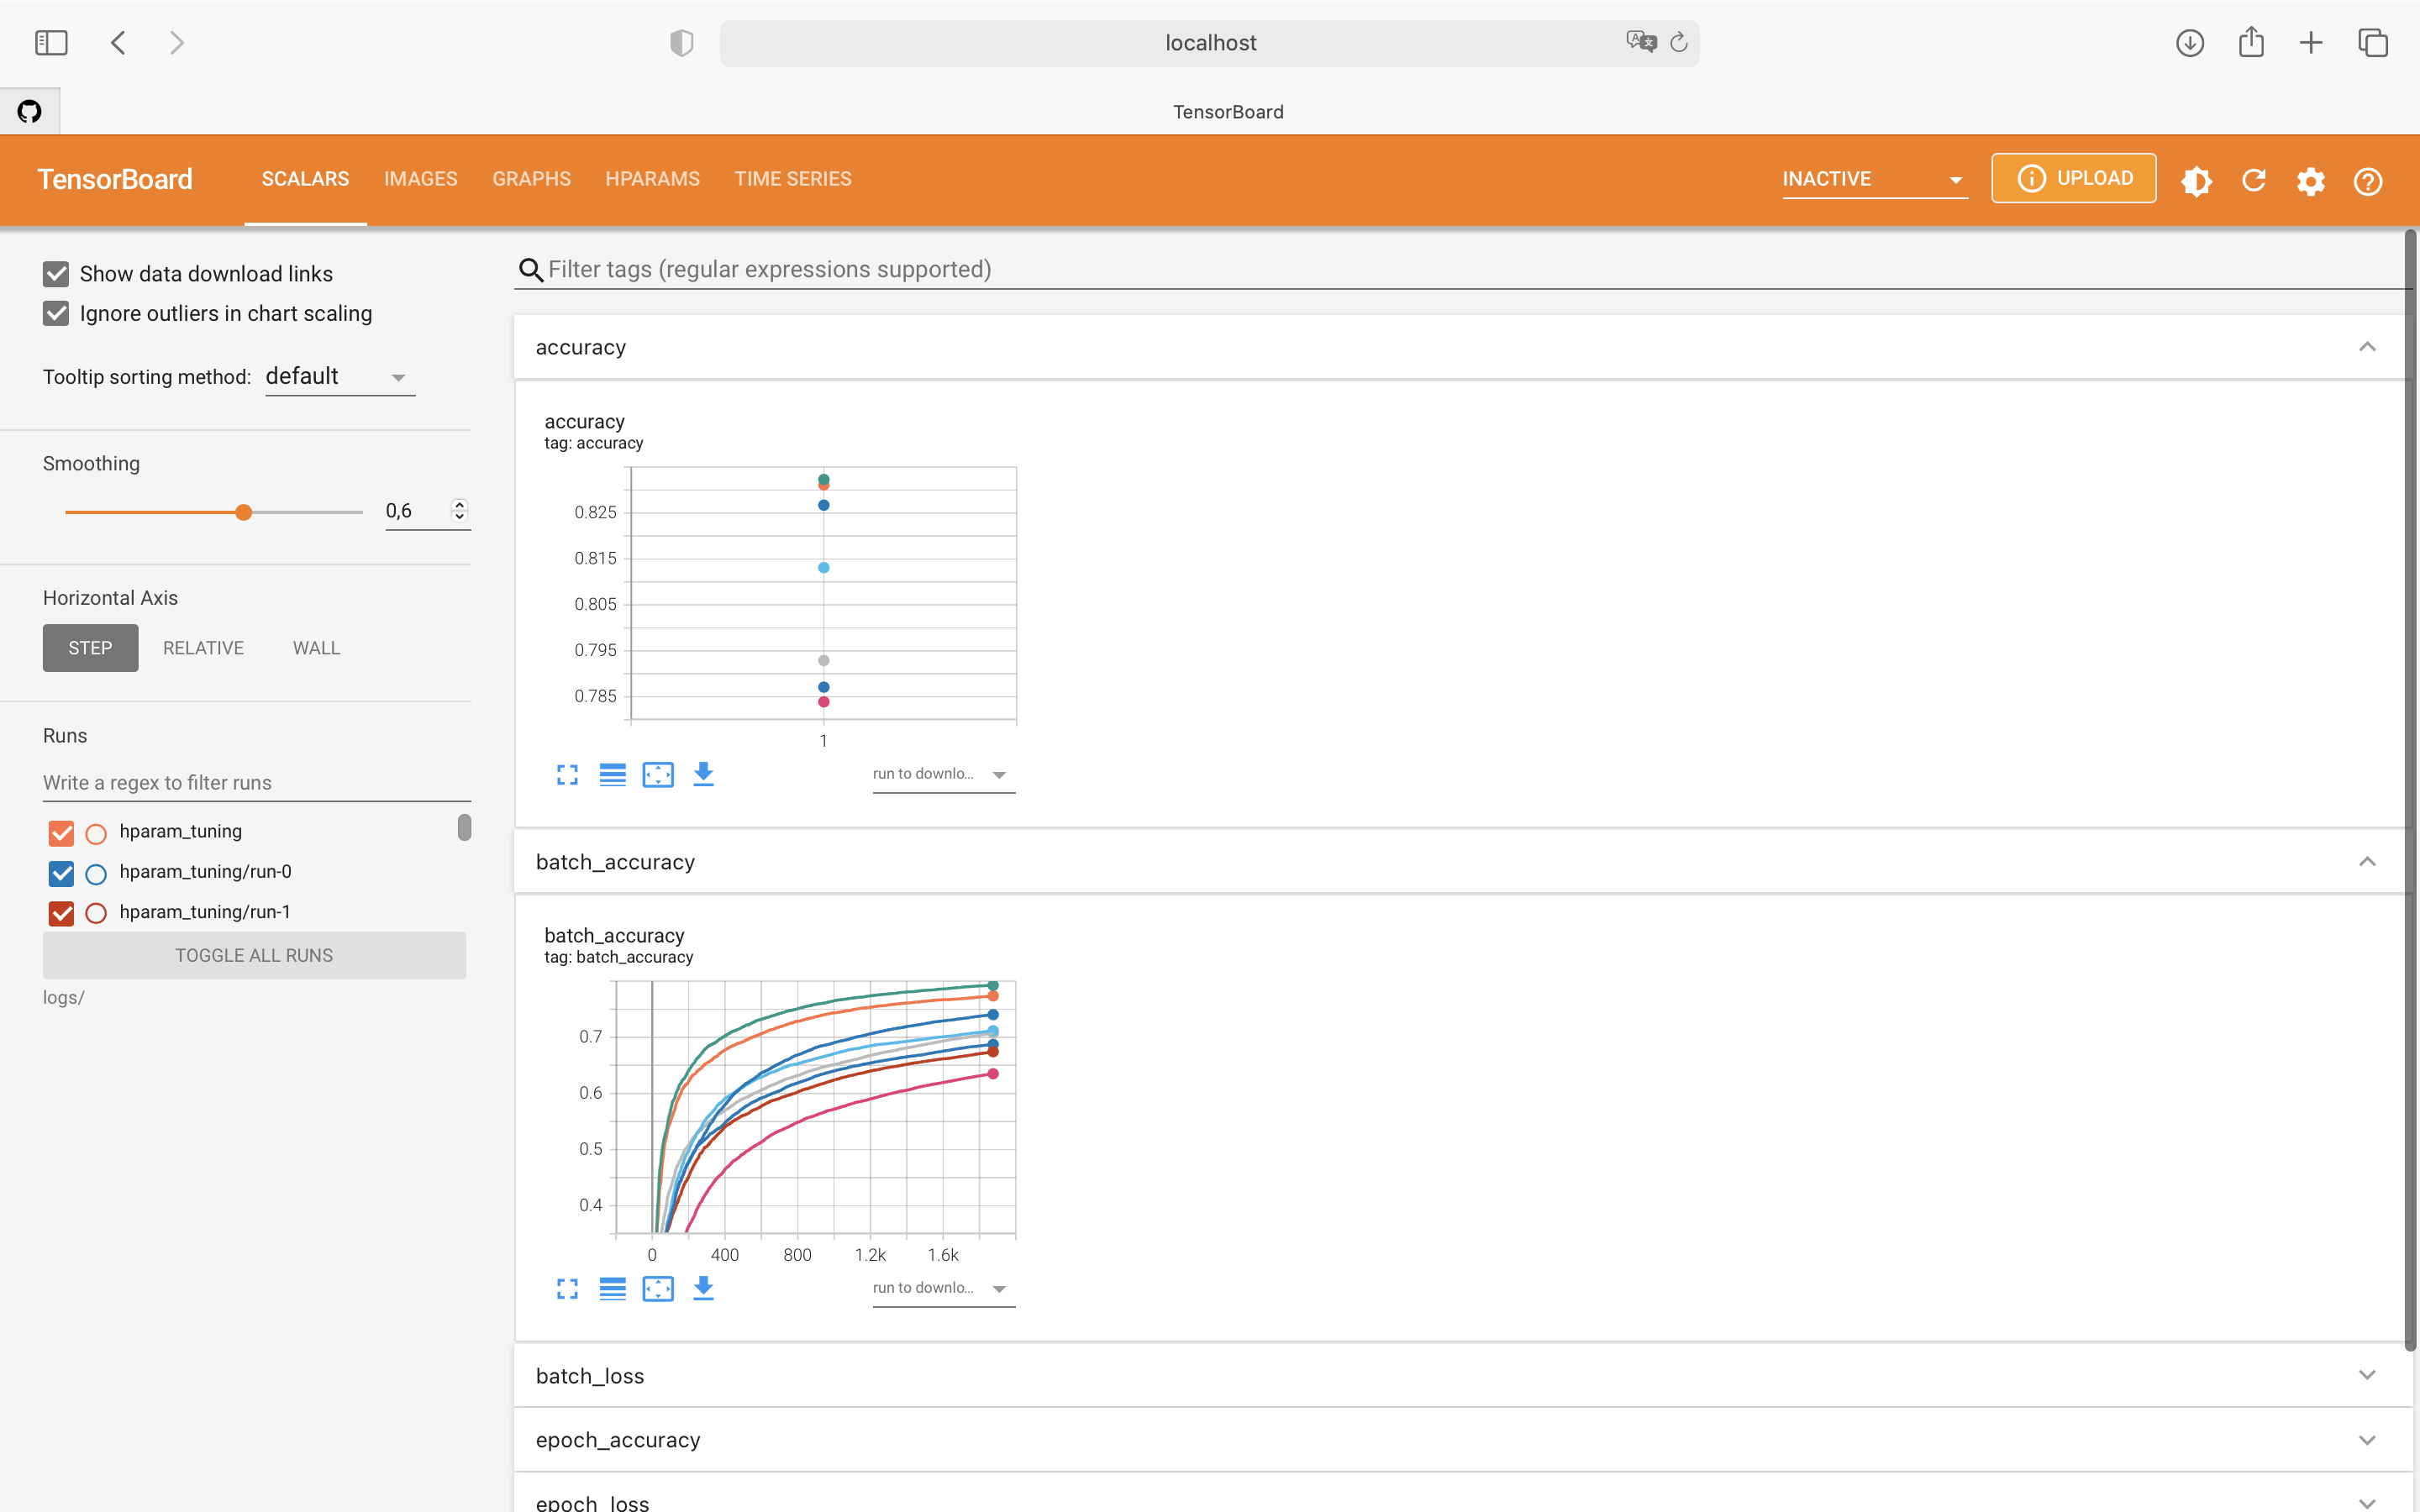 localhost
TensorBoard
TensorBoard SCALARS IMAGES GRAPHS HPARAMS TIME SERIES INACTIVE UPLOAD
Show data download links
Ignore outliers in chart scaling
Tooltip sorting method: default
Smoothing
0,6
Horizontal Axis
STEP RELATIVE WALL
Runs
Write a regex to filter runs
hparam_tuning
hparam_tuning/run-0
hparam_tuning/run-1
TOGGLE ALL RUNS
logs/
Filter tags (regular expressions supported)
accuracy
accuracy
tag: accuracy
0.825
0.815
0.805
0.795
0.785
1
run to downlo...
batch_accuracy
batch_accuracy
tag: batch_accuracy
0.7
0.6
0.5
0.4
0 400 800 1.2k 1.6k
run to downlo...
batch_loss
epoch_accuracy
epoch_loss